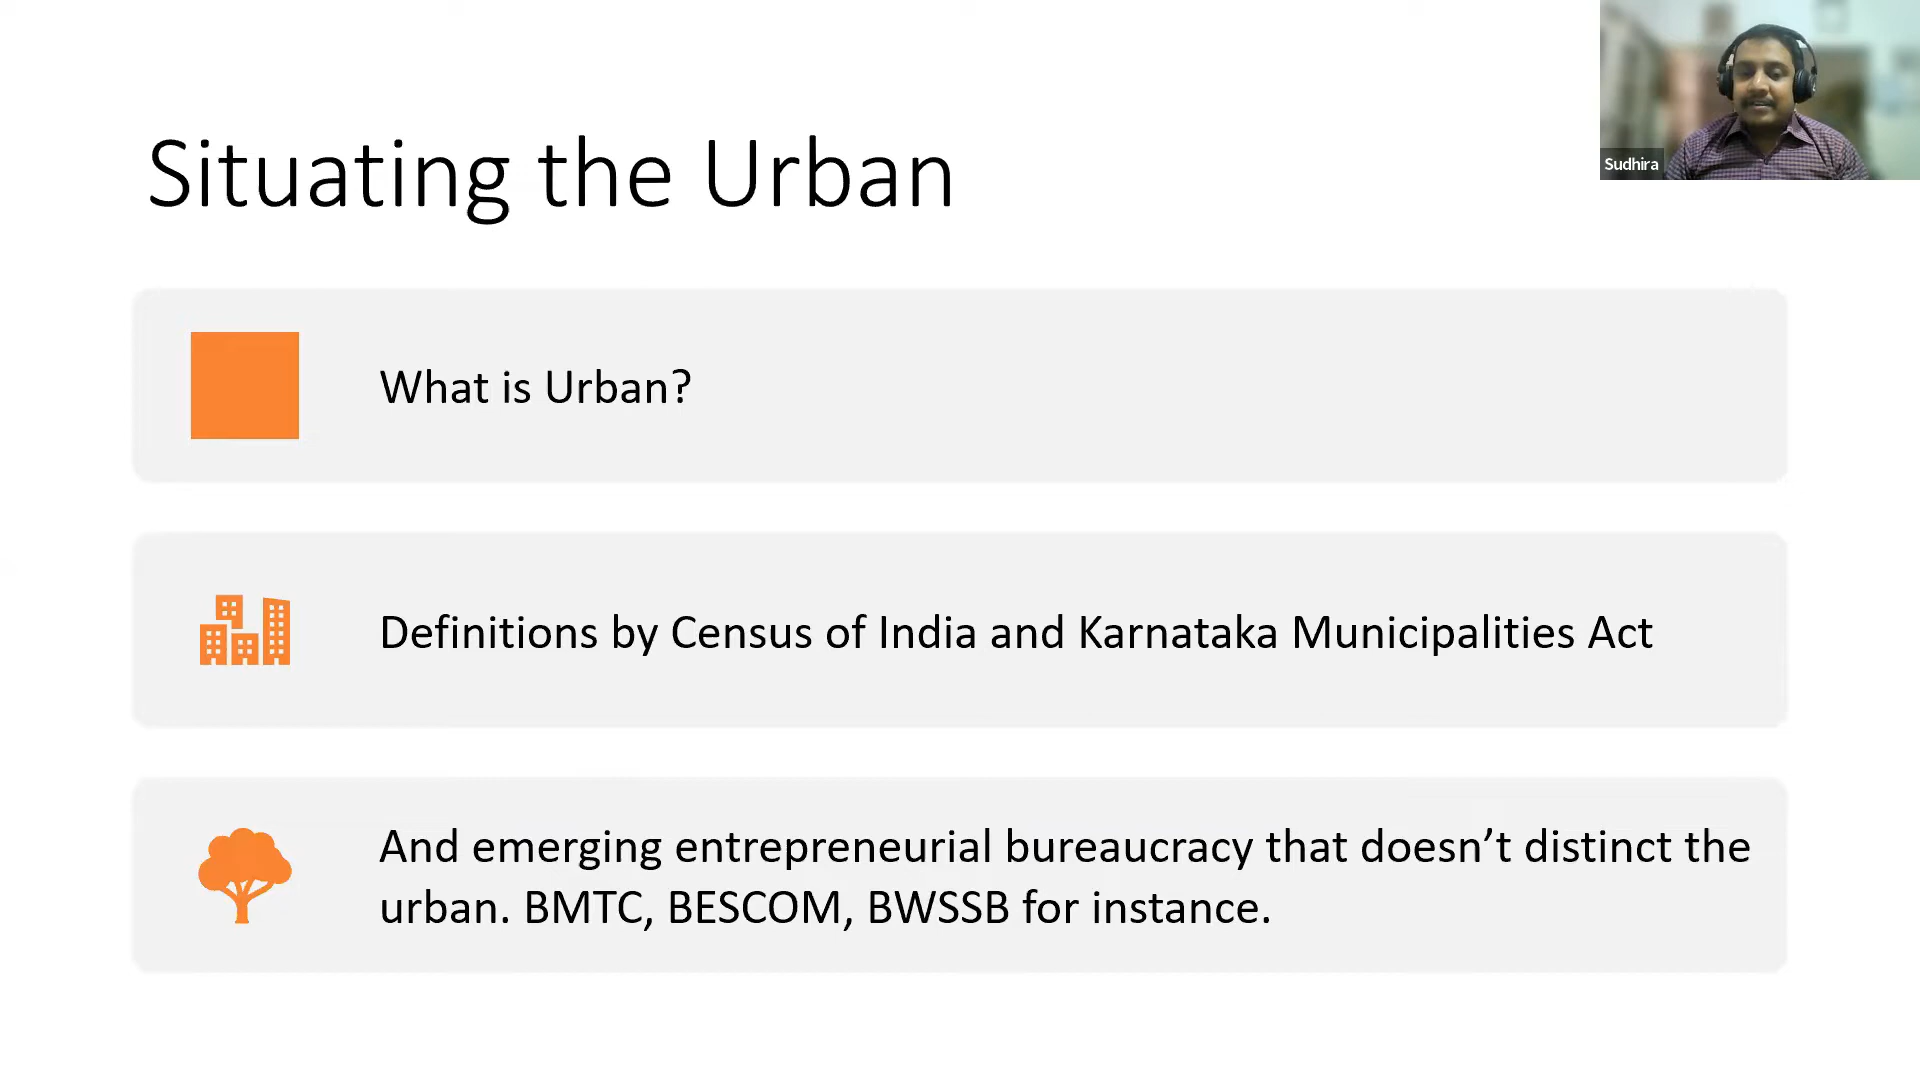 Situating the Urban
Sudhira
What is Urban?
Definitions by Census of India and Karnataka Municipalities Act
And emerging entrepreneurial bureaucracy that doesn’t distinct the
urban. BMTC, BESCOM, BWSSB for instance.